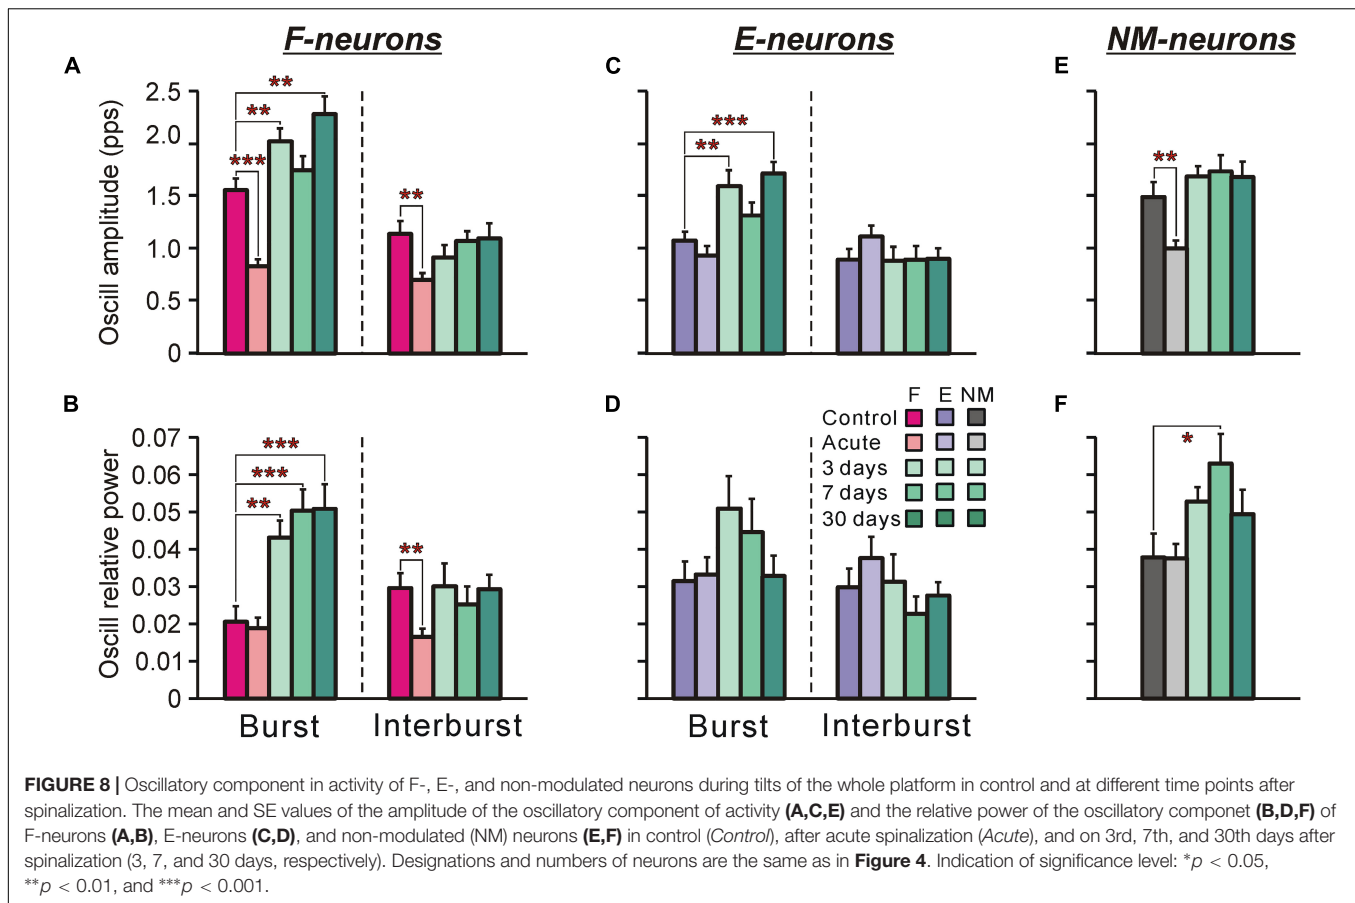 F-neurons
E-neurons
NM-neurons
A
C
E
Oscill amplitude (pps)
2.5
2.0
1.5
1.0
0.5
0
***
**
**
**
**
***
**
B
D
F
Oscill relative power
0.07
0.06
0.05
0.04
0.03
0.02
0.01
0
**
***
***
**
*
F E NM
Control
Acute
3 days
7 days
30 days
Burst
Interburst
Burst
Interburst
FIGURE 8 | Oscillatory component in activity of F-, E-, and non-modulated neurons during tilts of the whole platform in control and at different time points after
spinalization. The mean and SE values of the amplitude of the oscillatory component of activity (A,C,E) and the relative power of the oscillatory componet (B,D,F) of
F-neurons (A,B), E-neurons (C,D), and non-modulated (NM) neurons (E,F) in control (Control), after acute spinalization (Acute), and on 3rd, 7th, and 30th days after
spinalization (3, 7, and 30 days, respectively). Designations and numbers of neurons are the same as in Figure 4. Indication of significance level: *p < 0.05,
**p < 0.01, and ***p < 0.001.